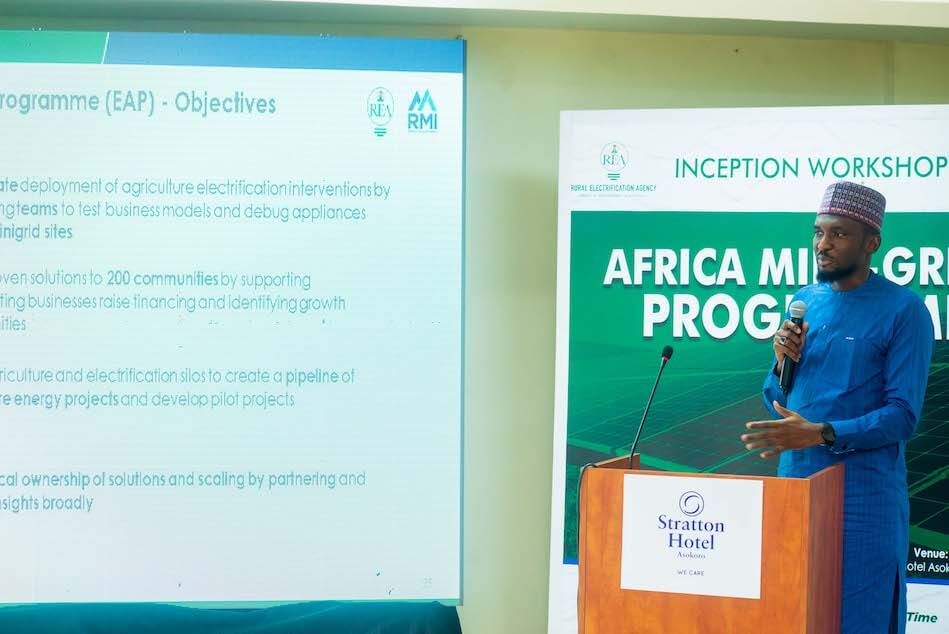 rogramme (EAP) - Objectives
REA
RMI
ate deployment of agriculture electrification interventions by
ng teams to test business models and debug appliances
inigrid sites
oven solutions to 200 communities by supporting
ting businesses raise financing and identifying growth
ities
riculture and electrification silos to create a pipeline of
re energy projects and develop pilot projects
cal ownership of solutions and scaling by partnering and
nsights broadly
REA
RURAL ELECTRIFICATION AGENCY
INCEPTION WORKSHOP
AFRICA MI -GR
PROG
Stratton
Hotel
Asokoro
WE CARE
Venue:
otel Asok
Time